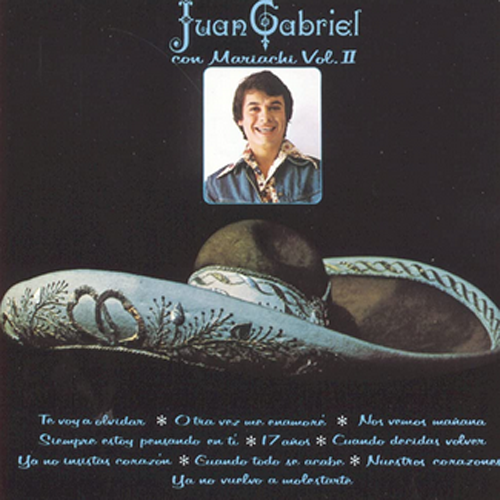 Juan Gabriel
con Mariachi Vol. II
Te voy a olvidar * Otra vez me enamoré * Nos vemos mañana
Siempre estoy pensando en tí * 17 años * Cuando decidas volver
Ya no insistas corazón * Cuando todo se acabe * Nuestros corazones
Ya no vuelvo a molestarte